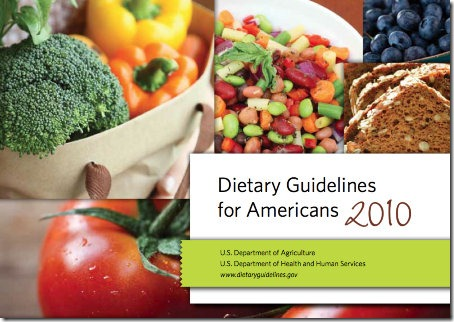 Dietary Guidelines
for Americans 2010
U.S. Department of Agriculture
U.S. Department of Health and Human Services
www.dietaryguidelines.gov